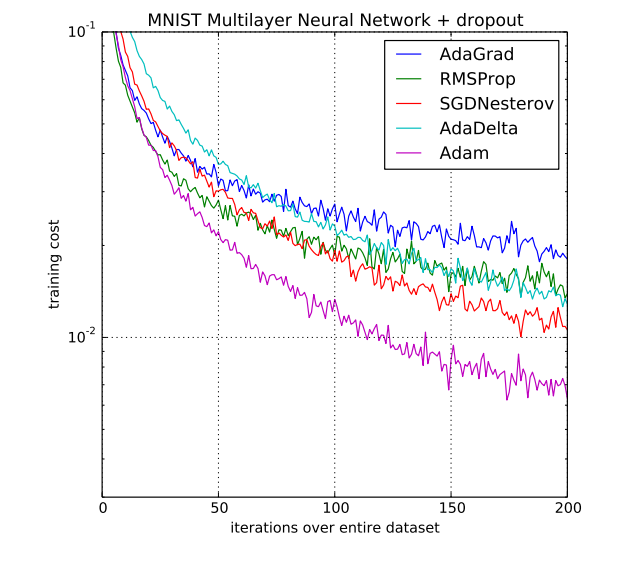 MNIST Multilayer Neural Network + dropout
10^-1
10^-2
training cost
AdaGrad
RMSProp
SGDNesterov
AdaDelta
Adam
0 50 100 150 200
iterations over entire dataset